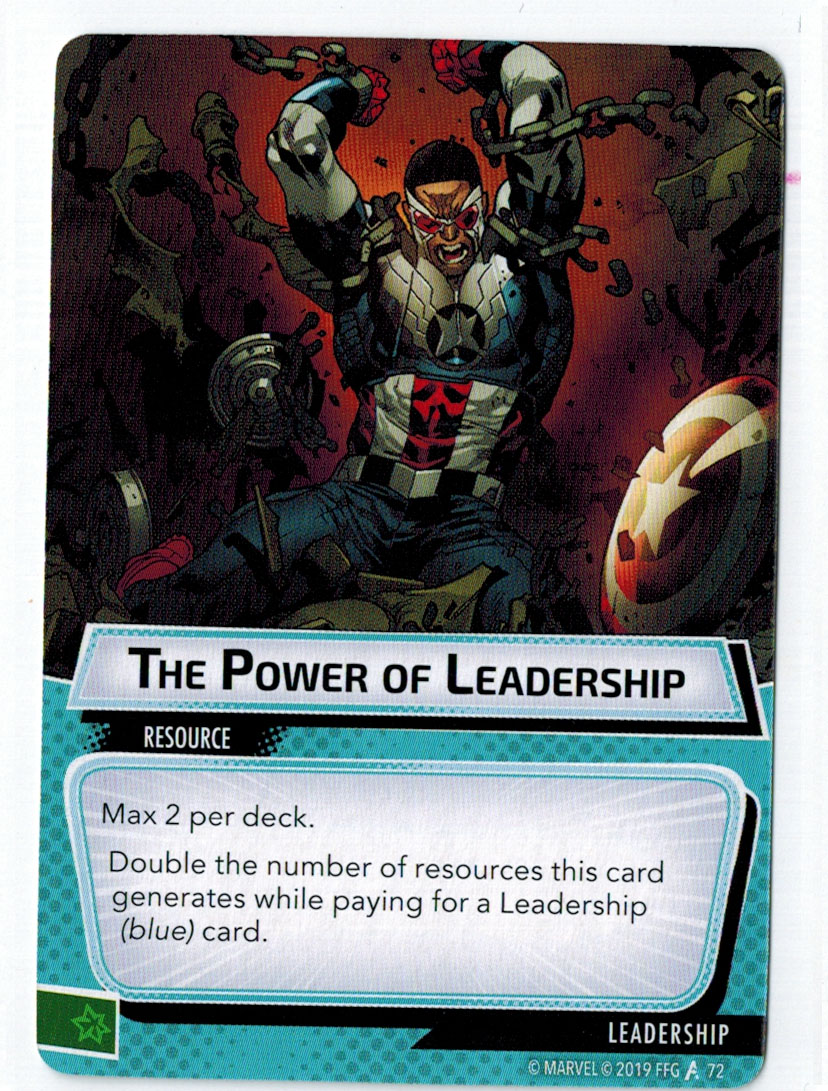 The Power of Leadership
RESOURCE
Max 2 per deck.
Double the number of resources this card
generates while paying for a Leadership
(blue) card.
LEADERSHIP
© MARVEL © 2019 FFG 72